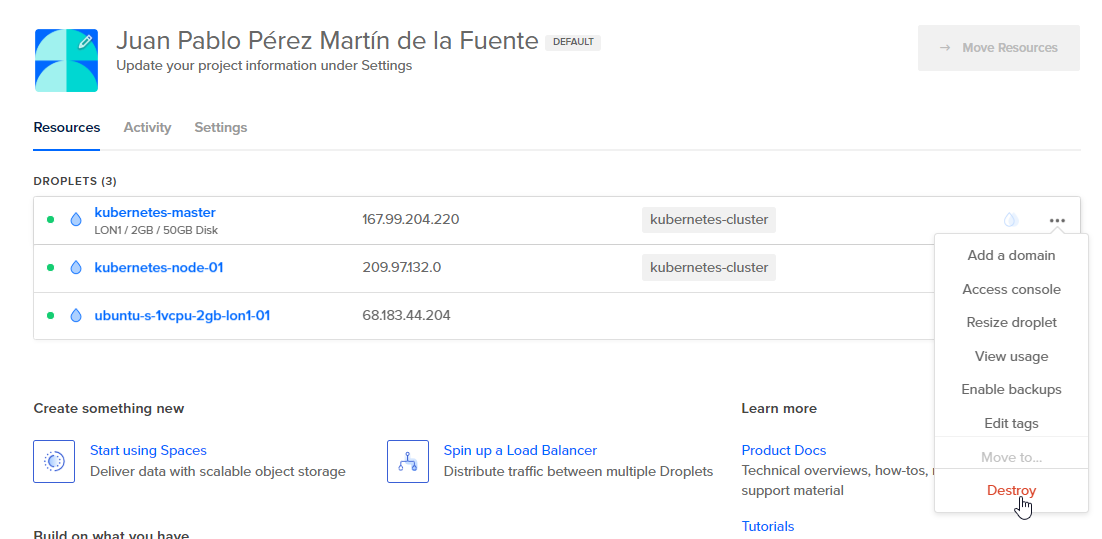 Juan Pablo Pérez Martín de la Fuente DEFAULT
Update your project information under Settings
→ Move Resources
Resources Activity Settings
DROPLETS (3)
kubernetes-master 167.99.204.220 kubernetes-cluster
LON1 / 2GB / 50GB Disk
kubernetes-node-01 209.97.132.0 kubernetes-cluster
ubuntu-s-1vcpu-2gb-lon1-01 68.183.44.204
Add a domain
Access console
Resize droplet
View usage
Enable backups
Edit tags
Move to...
Destroy
Create something new
Start using Spaces
Deliver data with scalable object storage
Spin up a Load Balancer
Distribute traffic between multiple Droplets
Learn more
Product Docs
Technical overviews, how-tos,
support material
Tutorials
Build on what you have